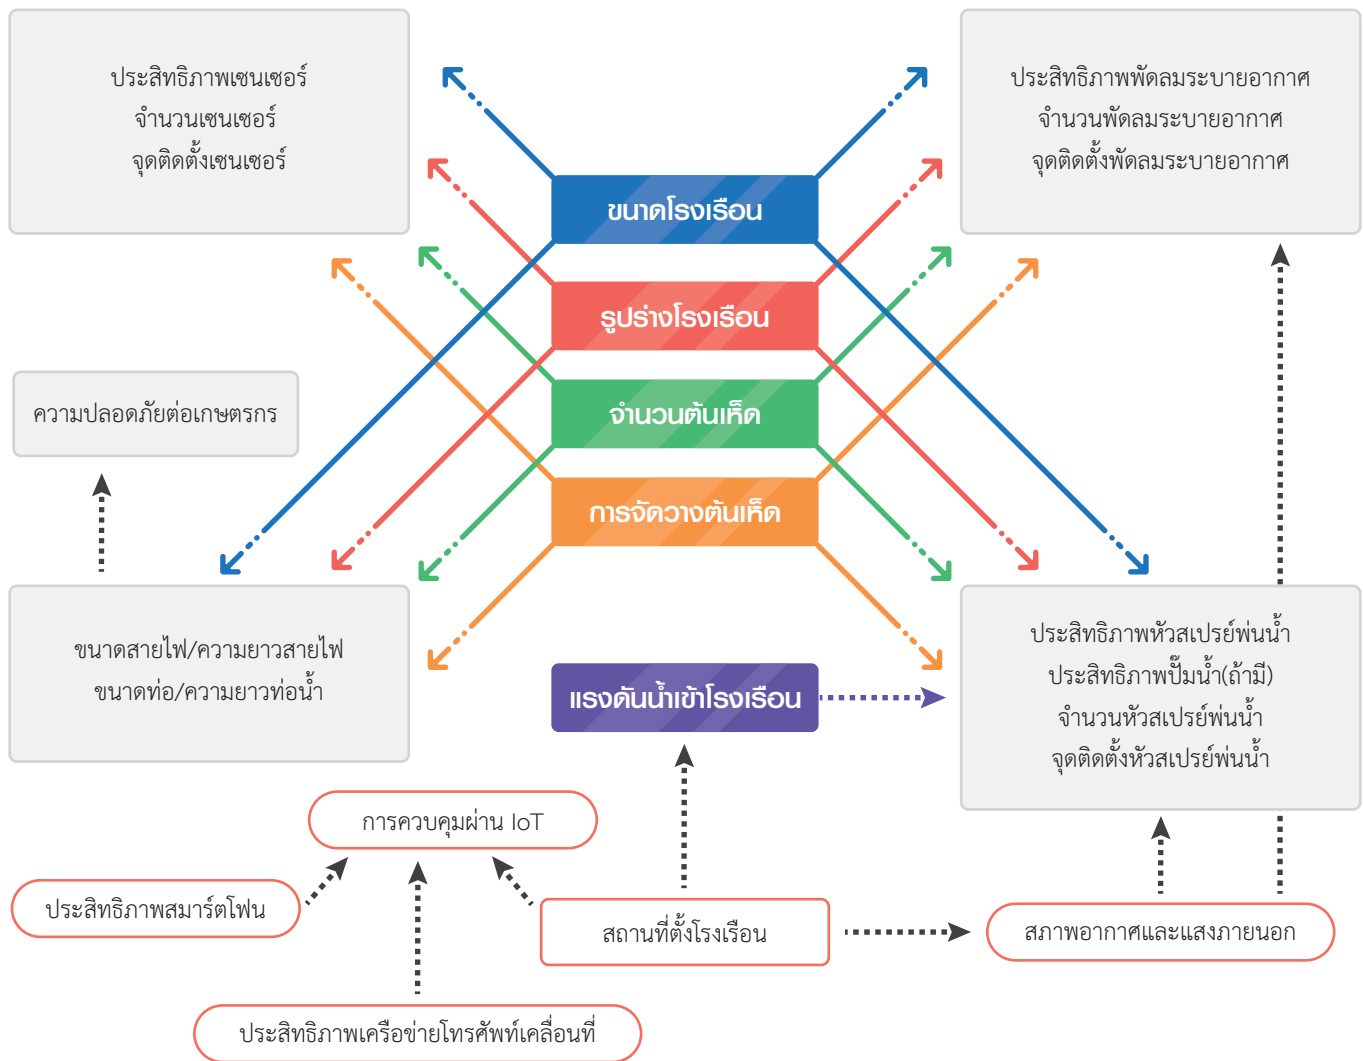 ประสิทธิภาพเซนเซอร์
จำนวนเซนเซอร์
จุดติดตั้งเซนเซอร์
ประสิทธิภาพพัดลมระบายอากาศ
จำนวนพัดลมระบายอากาศ
จุดติดตั้งพัดลมระบายอากาศ
ขนาดโรงเรือน
รูปร่างโรงเรือน
จำนวนต้นเห็ด
การจัดวางต้นเห็ด
ความปลอดภัยต่อเกษตรกร
ขนาดสายไฟ/ความยาวสายไฟ
ขนาดท่อ/ความยาวท่อน้ำ
แรงดันน้ำเข้าโรงเรือน
ประสิทธิภาพหัวสเปรย์พ่นน้ำ
ประสิทธิภาพปั๊มน้ำ(ถ้ามี)
จำนวนหัวสเปรย์พ่นน้ำ
จุดติดตั้งหัวสเปรย์พ่นน้ำ
การควบคุมผ่าน IoT
ประสิทธิภาพสมาร์ตโฟน
สถานที่ตั้งโรงเรือน
สภาพอากาศและแสงภายนอก
ประสิทธิภาพเครือข่ายโทรศัพท์เคลื่อนที่